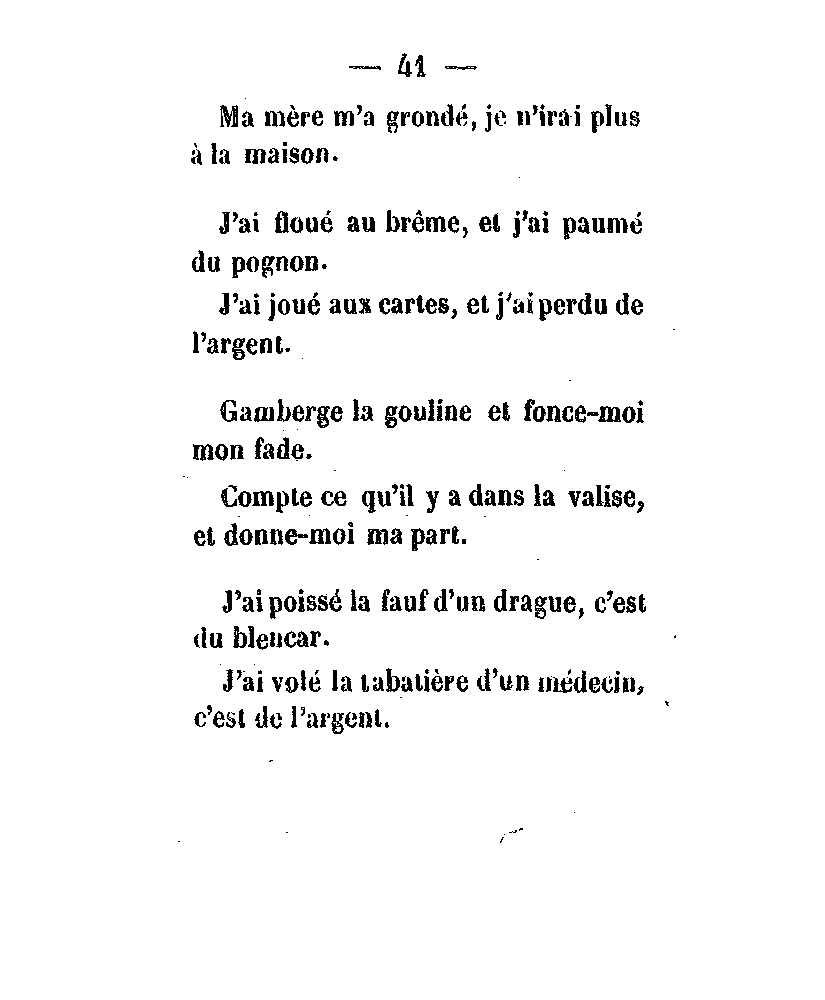 — 41 —
Ma mère m'a grondé, je n'irai plus
à la maison.
J'ai floué au brême, et j'ai paumé
du pognon.
J'ai joué aux cartes, et j'ai perdu de
l'argent.
Gamberge la gouline et fonce-moi
mon fade.
Compte ce qu'il y a dans la valise,
et donne-moi ma part.
J'ai poissé la fauf d'un drague, c'est
du blencar.
J'ai volé la tabatière d'un médecin,
c'est de l'argent.